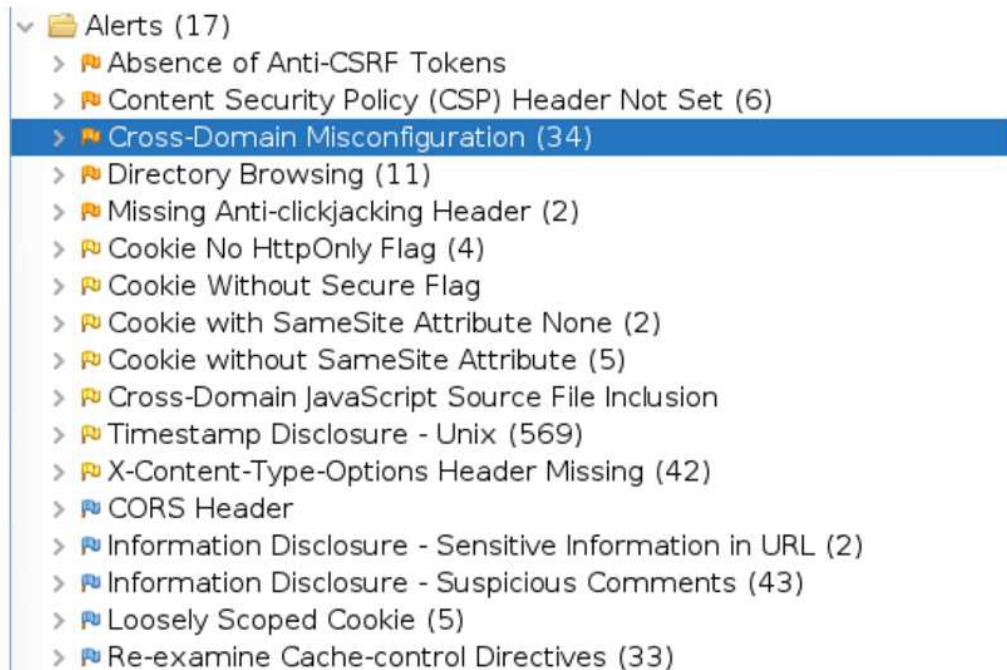 Alerts (17)
Absence of Anti-CSRF Tokens
Content Security Policy (CSP) Header Not Set (6)
Cross-Domain Misconfiguration (34)
Directory Browsing (11)
Missing Anti-clickjacking Header (2)
Cookie No HttpOnly Flag (4)
Cookie Without Secure Flag
Cookie with SameSite Attribute None (2)
Cookie without SameSite Attribute (5)
Cross-Domain JavaScript Source File Inclusion
Timestamp Disclosure - Unix (569)
X-Content-Type-Options Header Missing (42)
CORS Header
Information Disclosure - Sensitive Information in URL (2)
Information Disclosure - Suspicious Comments (43)
Loosely Scoped Cookie (5)
Re-examine Cache-control Directives (33)